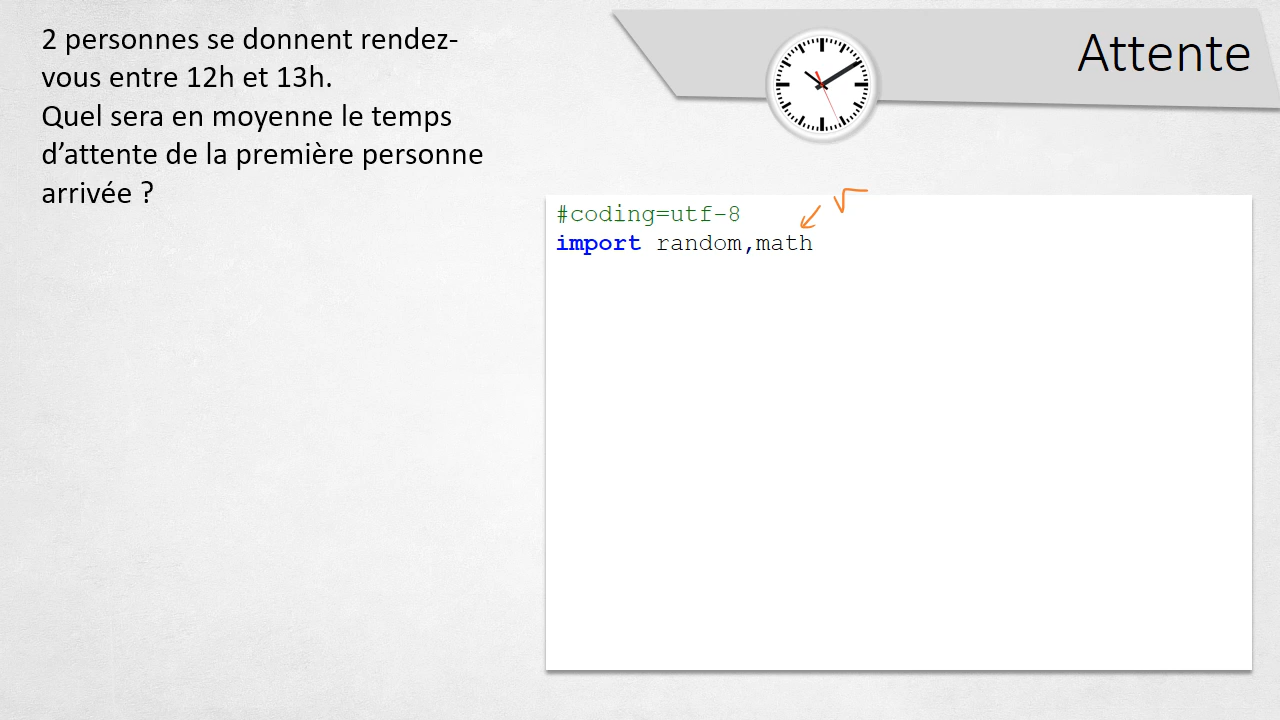 2 personnes se donnent rendez-
vous entre 12h et 13h.
Quel sera en moyenne le temps
d’attente de la première personne
arrivée ?
Attente
#coding=utf-8
import random,math
√